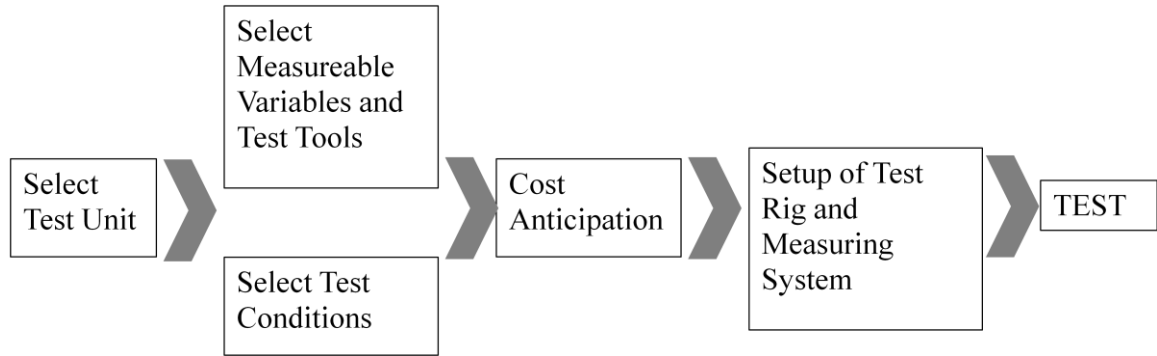 Select
Test Unit
Select
Measureable
Variables and
Test Tools
Select Test
Conditions
Cost
Anticipation
Setup of Test
Rig and
Measuring
System
TEST